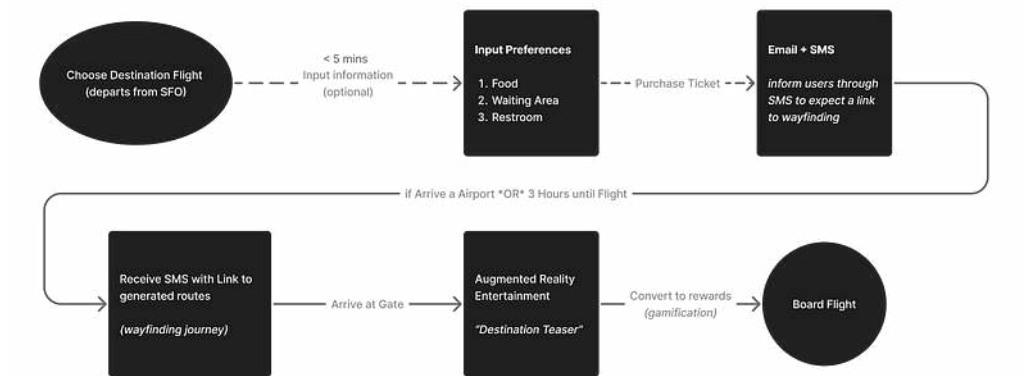 Choose Destination Flight
(departs from SFO)
< 5 mins
Input information
(optional)
Input Preferences
1. Food
2. Waiting Area
3. Restroom
Purchase Ticket
Email + SMS
inform users through
SMS to expect a link
to wayfinding
if Arrive a Airport *OR* 3 Hours until Flight
Receive SMS with Link to
generated routes
(wayfinding journey)
Arrive at Gate
Augmented Reality
Entertainment
"Destination Teaser"
Convert to rewards
(gamification)
Board Flight